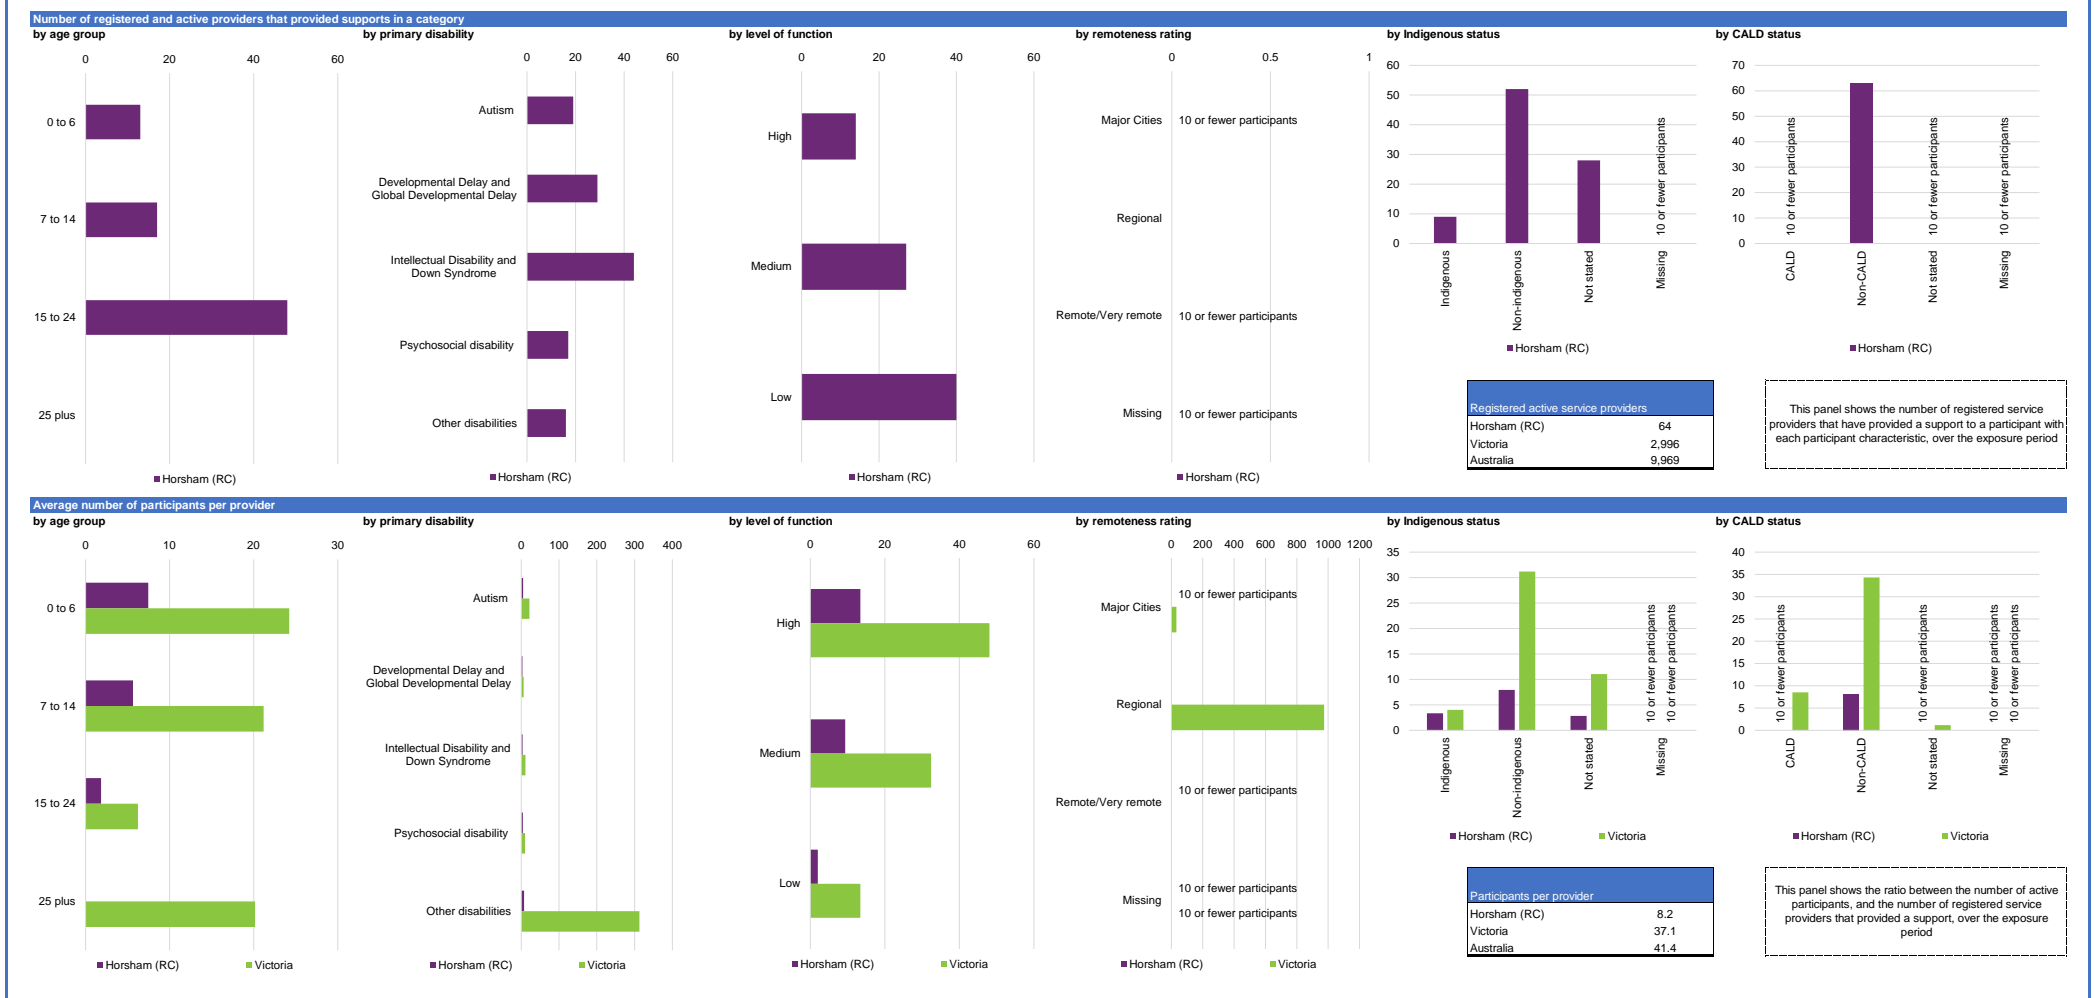 Number of registered and active providers that provided supports in a category
by age group
0 20 40 60
0 to 6
7 to 14
15 to 24
25 plus
Horsham (RC)
by primary disability
0 20 40 60
Autism
Developmental Delay and
Global Developmental Delay
Intellectual Disability and
Down Syndrome
Psychosocial disability
Other disabilities
Horsham (RC)
by level of function
0 20 40 60
High
Medium
Low
Horsham (RC)
by remoteness rating
0 0.5 1
Major Cities 10 or fewer participants
Regional
Remote/Very remote 10 or fewer participants
Missing 10 or fewer participants
Horsham (RC)
by Indigenous status
60
50
40
30
20
10
0
10 or fewer participants
Indigenous
Non-indigenous
Not stated
Missing
Horsham (RC)
by CALD status
70
60
50
40
30
20
10
0
10 or fewer participants
10 or fewer participants
10 or fewer participants
CALD
Non-CALD
Not stated
Missing
Horsham (RC)
Registered active service providers
Horsham (RC) 64
Victoria 2,996
Australia 9,969
This panel shows the number of registered service
providers that have provided a support to a participant with
each participant characteristic, over the exposure period
Average number of participants per provider
by age group
0 10 20 30
0 to 6
7 to 14
15 to 24
25 plus
Horsham (RC) Victoria
by primary disability
0 100 200 300 400
Autism
Developmental Delay and
Global Developmental Delay
Intellectual Disability and
Down Syndrome
Psychosocial disability
Other disabilities
Horsham (RC) Victoria
by level of function
0 20 40 60
High
Medium
Low
Horsham (RC) Victoria
by remoteness rating
0 200 400 600 800 1000 1200
10 or fewer participants
Major Cities
Regional
10 or fewer participants
Remote/Very remote
10 or fewer participants
Missing
10 or fewer participants
Horsham (RC) Victoria
by Indigenous status
35
30
25
20
15
10
5
0
10 or fewer participants
10 or fewer participants
Indigenous
Non-indigenous
Not stated
Missing
Horsham (RC) Victoria
by CALD status
40
35
30
25
20
15
10
5
0
10 or fewer participants
10 or fewer participants
10 or fewer participants
10 or fewer participants
CALD
Non-CALD
Not stated
Missing
Horsham (RC) Victoria
Participants per provider
Horsham (RC) 8.2
Victoria 37.1
Australia 41.4
This panel shows the ratio between the number of active
participants, and the number of registered service
providers that provided a support, over the exposure
period